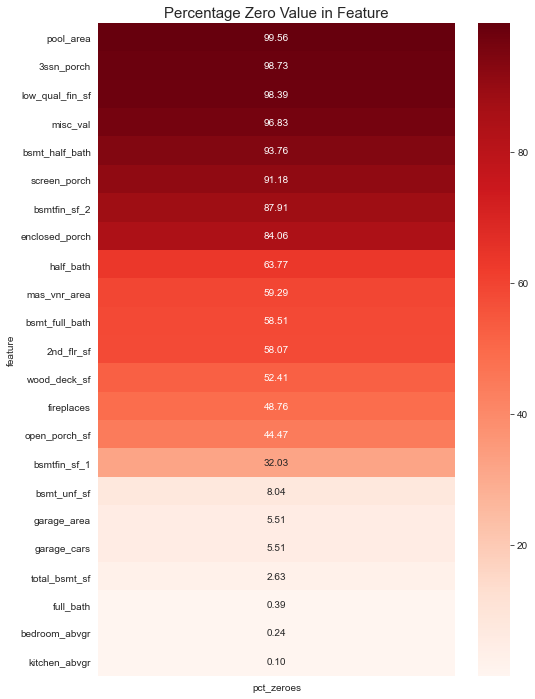 Percentage Zero Value in Feature
pool_area 99.56
3ssn_porch 98.73
low_qual_fin_sf 98.39
misc_val 96.83
bsmt_half_bath 93.76
screen_porch 91.18
bsmtfin_sf_2 87.91
enclosed_porch 84.06
half_bath 63.77
mas_vnr_area 59.29
bsmt_full_bath 58.51
2nd_flr_sf 58.07
wood_deck_sf 52.41
fireplaces 48.76
open_porch_sf 44.47
bsmtfin_sf_1 32.03
bsmt_unf_sf 8.04
garage_area 5.51
garage_cars 5.51
total_bsmt_sf 2.63
full_bath 0.39
bedroom_abvgr 0.24
kitchen_abvgr 0.10
feature
pct_zeroes
80
60
40
20